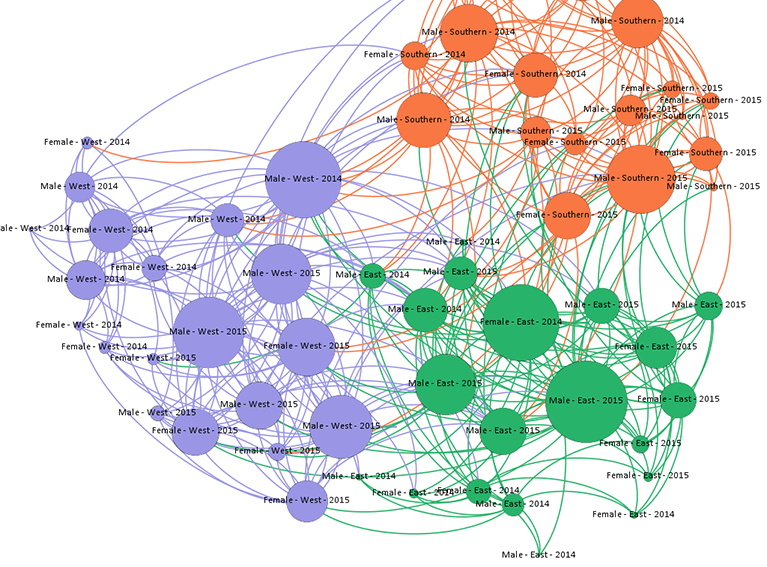 Male - Southern - 2014
Male - Southern - 2014
Female - Southern - 2014
Female - Southern - 2014
Female - Southern - 2015
Female - Southern - 2015
Male - Southern - 2015
Male - Southern - 2015
Male - Southern - 2014
Male - Southern - 2015
Female - Southern - 2015
Female - West - 2014
Female - Southern - 2015
Male - West - 2014
Male - Southern - 2015
Male - West - 2014
Male - Southern - 2015
Female - Southern - 2015
Male - West - 2014
ale - West - 2014
Female - West - 2014
Male - East - 2014
Female - West - 2014
Male - West - 2015
Male - East - 2014
Male - East - 2015
Male - West - 2014
Male - East - 2014
Male - East - 2015
Male - East - 2015
Female - West - 2014
Female - East - 2014
Male - West - 2015
Female - West - 2014
Female - West - 2015
Female - East - 2015
Female - West - 2015
Male - East - 2015
Female - East - 2015
Male - East - 2015
Male - West - 2015
Male - West - 2015
Male - West - 2015
Female - West - 2015
Male - East - 2015
Female - East - 2015
Female - West - 2015
Male - East - 2014
Female - East - 2015
Female - East - 2014
Female - East - 2014
Female - West - 2015
Male - East - 2014
Female - East - 2014
Male - East - 2014